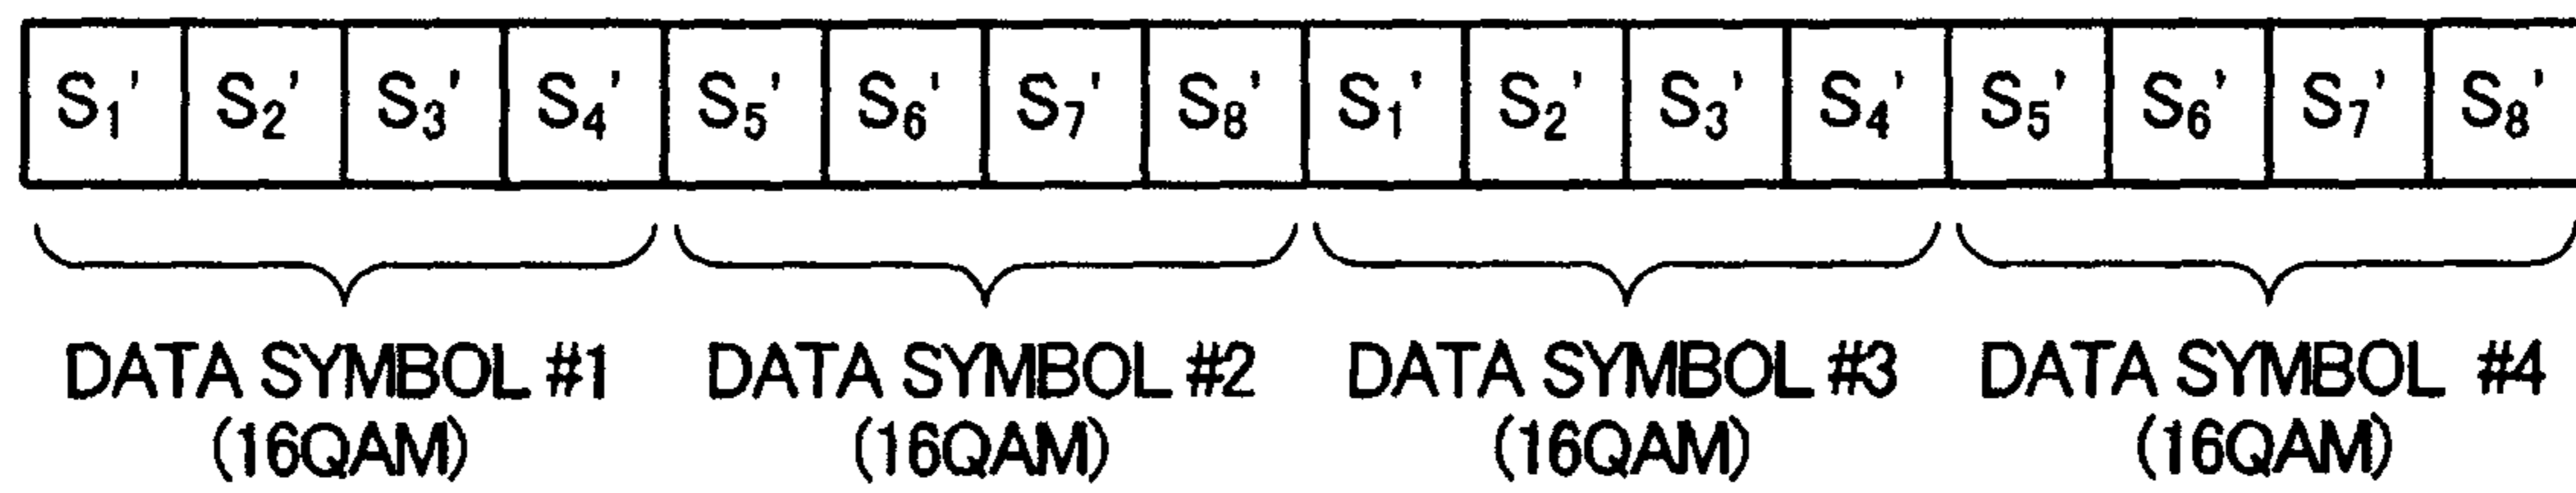 S₁' S₂' S₃' S₄' S₅' S₆' S₇' S₈' S₁' S₂' S₃' S₄' S₅' S₆' S₇' S₈'
DATA SYMBOL #1 DATA SYMBOL #2 DATA SYMBOL #3 DATA SYMBOL #4
(16QAM) (16QAM) (16QAM) (16QAM)